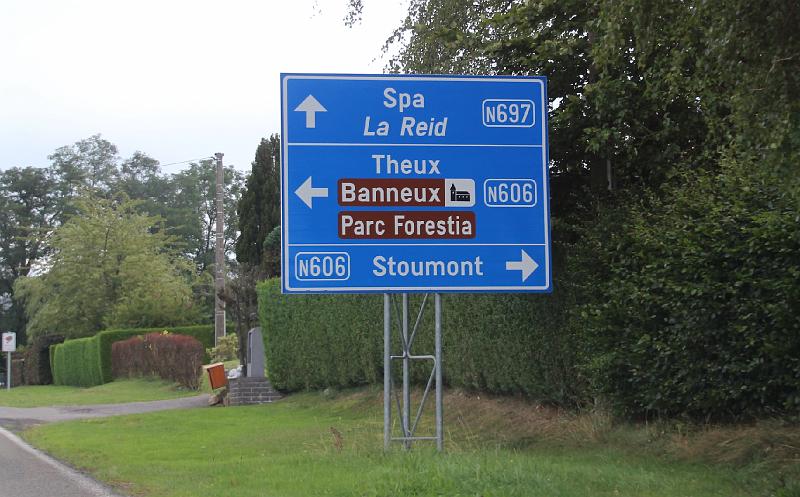 Spa
La Reid N697
Theux
Banneux N606
Parc Forestia
N606 Stoumont